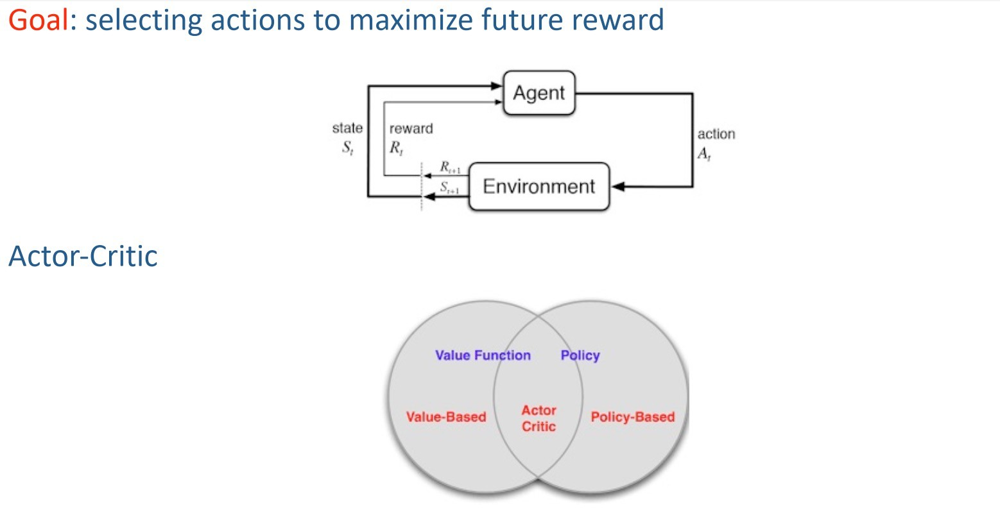 Goal: selecting actions to maximize future reward
Agent
state
S_t
reward
R_t
action
A_t
R_{t+1}
S_{t+1}
Environment
Actor-Critic
Value Function
Policy
Value-Based
Actor
Critic
Policy-Based